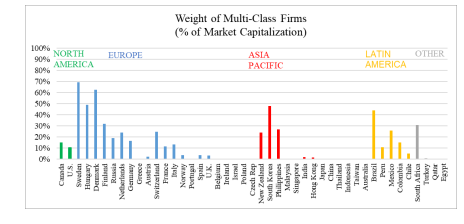 Weight of Multi-Class Firms
(% of Market Capitalization)
100%
90%
80%
70%
60%
50%
40%
30%
20%
10%
0%
NORTH
AMERICA
EUROPE
ASIA
PACIFIC
LATIN
AMERICA
OTHER
Canada
U.S.
Sweden
Hungary
Denmark
Finland
Russia
Netherlands
Germany
Greece
Austria
Switzerland
France
Italy
Norway
Portugal
Spain
U.K.
Belgium
Ireland
Israel
Poland
Czech Rep
New Zealand
South Korea
Philippines
Malaysia
Singapore
India
Hong Kong
Japan
China
Thailand
Indonesia
Taiwan
Australia
Brazil
Peru
Mexico
Colombia
Chile
South Africa
Turkey
Qatar
Egypt